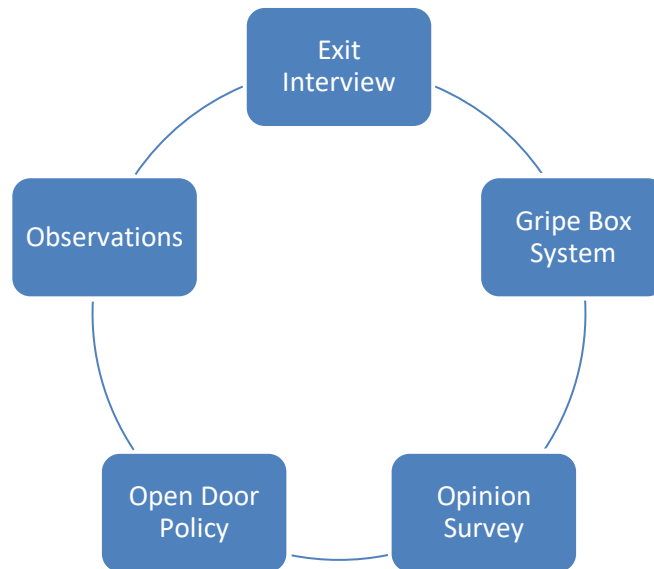 Exit
Interview
Gripe Box
System
Opinion
Survey
Open Door
Policy
Observations